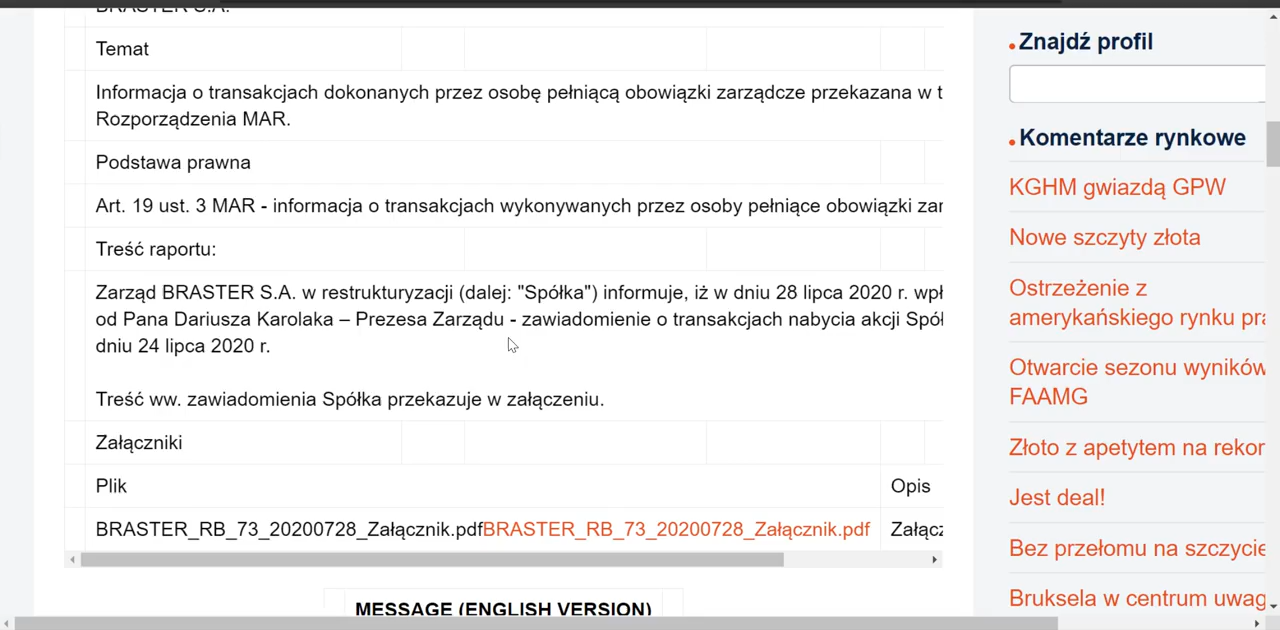 BRASTER S.A.
Temat
Informacja o transakcjach dokonanych przez osobę pełniącą obowiązki zarządcze przekazana w t
Rozporządzenia MAR.
Podstawa prawna
Art. 19 ust. 3 MAR - informacja o transakcjach wykonywanych przez osoby pełniące obowiązki zar
Treść raportu:
Zarząd BRASTER S.A. w restrukturyzacji (dalej: "Spółka") informuje, iż w dniu 28 lipca 2020 r. wpł
od Pana Dariusza Karolaka – Prezesa Zarządu - zawiadomienie o transakcjach nabycia akcji Spół
dniu 24 lipca 2020 r.
Treść ww. zawiadomienia Spółka przekazuje w załączeniu.
Załączniki
Plik Opis
BRASTER_RB_73_20200728_Załącznik.pdfBRASTER_RB_73_20200728_Załącznik.pdf Załącz
MESSAGE (ENGLISH VERSION)
Znajdź profil
Komentarze rynkowe
KGHM gwiazdą GPW
Nowe szczyty złota
Ostrzeżenie z
amerykańskiego rynku pra
Otwarcie sezonu wyników
FAAMG
Złoto z apetytem na rekor
Jest deal!
Bez przełomu na szczycie
Bruksela w centrum uwag